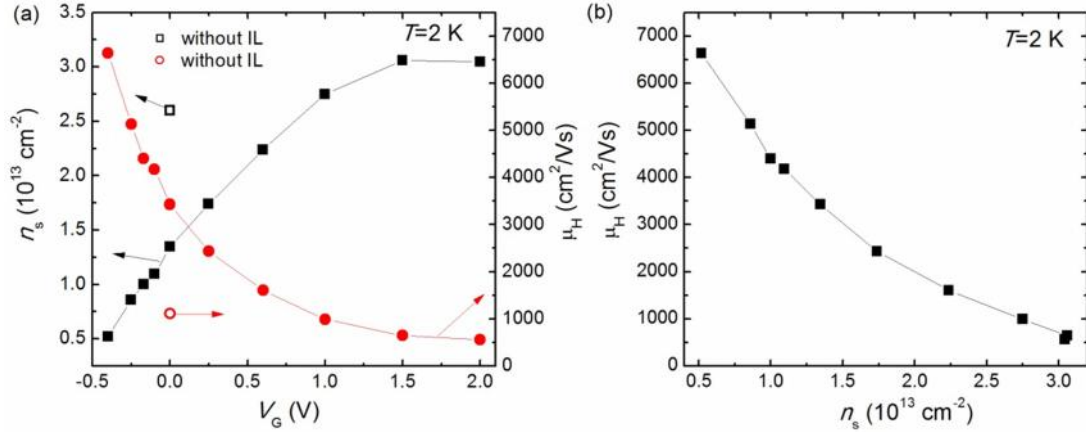 (a)
3.5
3.0
2.5
2.0
1.5
1.0
0.5
n_s (10^13 cm^-2)
without IL
without IL
T=2 K
7000
6000
5000
4000
3000
2000
1000
0
μ_H (cm^2/Vs)
-0.5 0.0 0.5 1.0 1.5 2.0
V_G (V)
(b)
7000
6000
5000
4000
3000
2000
1000
0
μ_H (cm^2/Vs)
T=2 K
0.5 1.0 1.5 2.0 2.5 3.0
n_s (10^13 cm^-2)